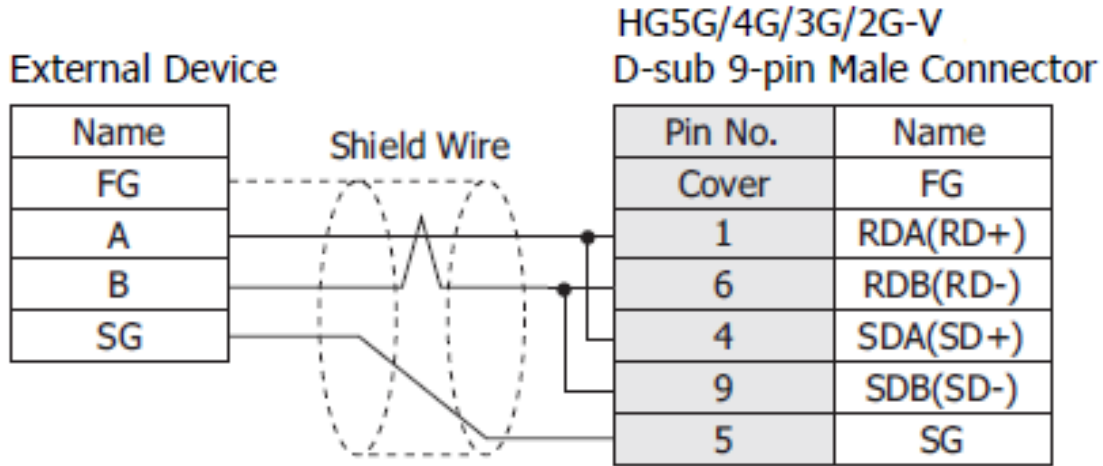 HG5G/4G/3G/2G-V
External Device
D-sub 9-pin Male Connector
Name
Shield Wire
Pin No.
Name
FG
Cover
FG
A
1
RDA(RD+)
B
6
RDB(RD-)
SG
4
SDA(SD+)
9
SDB(SD-)
5
SG